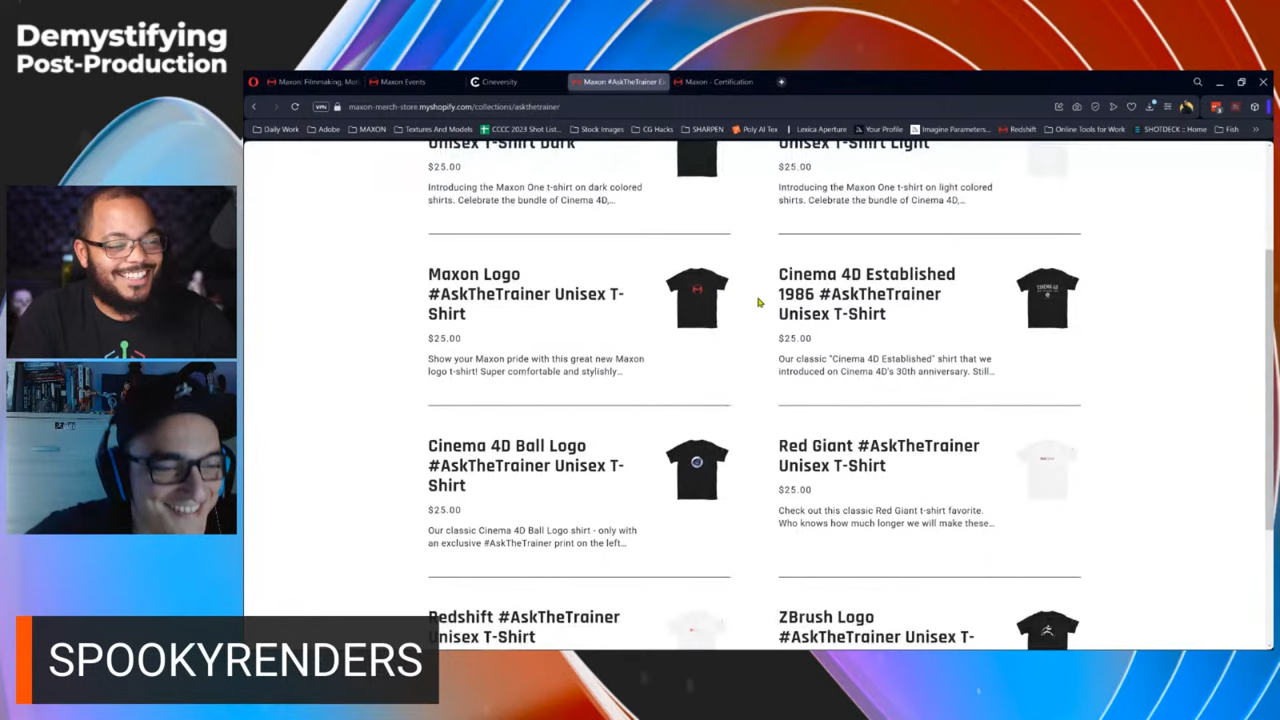 Demystifying
Post-Production
Maxon: Filmmaking, Moti
Maxon Events
Cineversity
Maxon #AskTheTrainer E
Maxon - Certification
VPN
maxon-merch-store.myshopify.com/collections/askthetrainer
Daily Work
Adobe
MAXON
Textures And Models
CCCC 2023 Shot List...
Stock Images
CG Hacks
SHARPEN
Poly AI Tex
Lexica Aperture
Your Profile
Imagine Parameters...
Redshift
Online Tools for Work
SHOTDECK :: Home
Fish
Unisex T-Shirt Dark
$25.00
Introducing the Maxon One t-shirt on dark colored
shirts. Celebrate the bundle of Cinema 4D,...
Unisex T-Shirt Light
$25.00
Introducing the Maxon One t-shirt on light colored
shirts. Celebrate the bundle of Cinema 4D,...
Maxon Logo
#AskTheTrainer Unisex T-
Shirt
$25.00
Show your Maxon pride with this great new Maxon
logo t-shirt! Super comfortable and stylishly...
Cinema 4D Established
1986 #AskTheTrainer
Unisex T-Shirt
$25.00
Our classic "Cinema 4D Established" shirt that we
introduced on Cinema 4D's 30th anniversary. Still...
CINEMA 4D
Cinema 4D Ball Logo
#AskTheTrainer Unisex T-
Shirt
$25.00
Our classic Cinema 4D Ball Logo shirt - only with
an exclusive #AskTheTrainer print on the left...
Red Giant #AskTheTrainer
Unisex T-Shirt
$25.00
Check out this classic Red Giant t-shirt favorite.
Who knows how much longer we will make these...
Redshift #AskTheTrainer
Unisex T-Shirt
ZBrush Logo
#AskTheTrainer Unisex T-
SPOOKYRENDERS